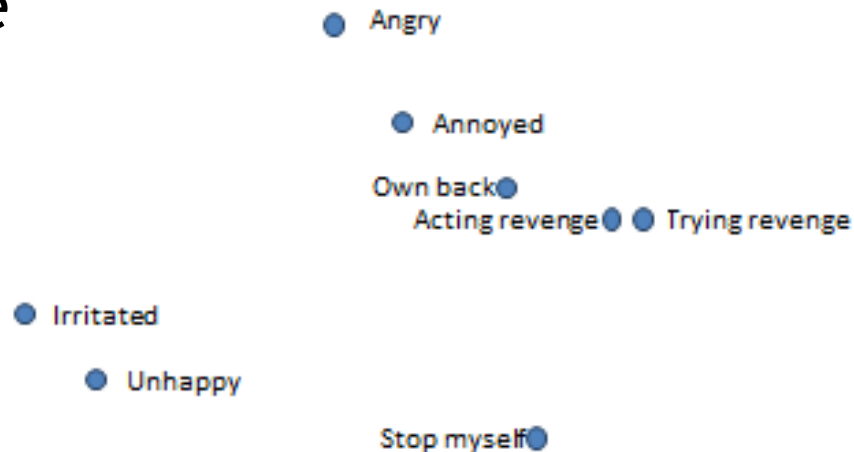 e
Angry
Annoyed
Own back
Acting revenge Trying revenge
Irritated
Unhappy
Stop myself